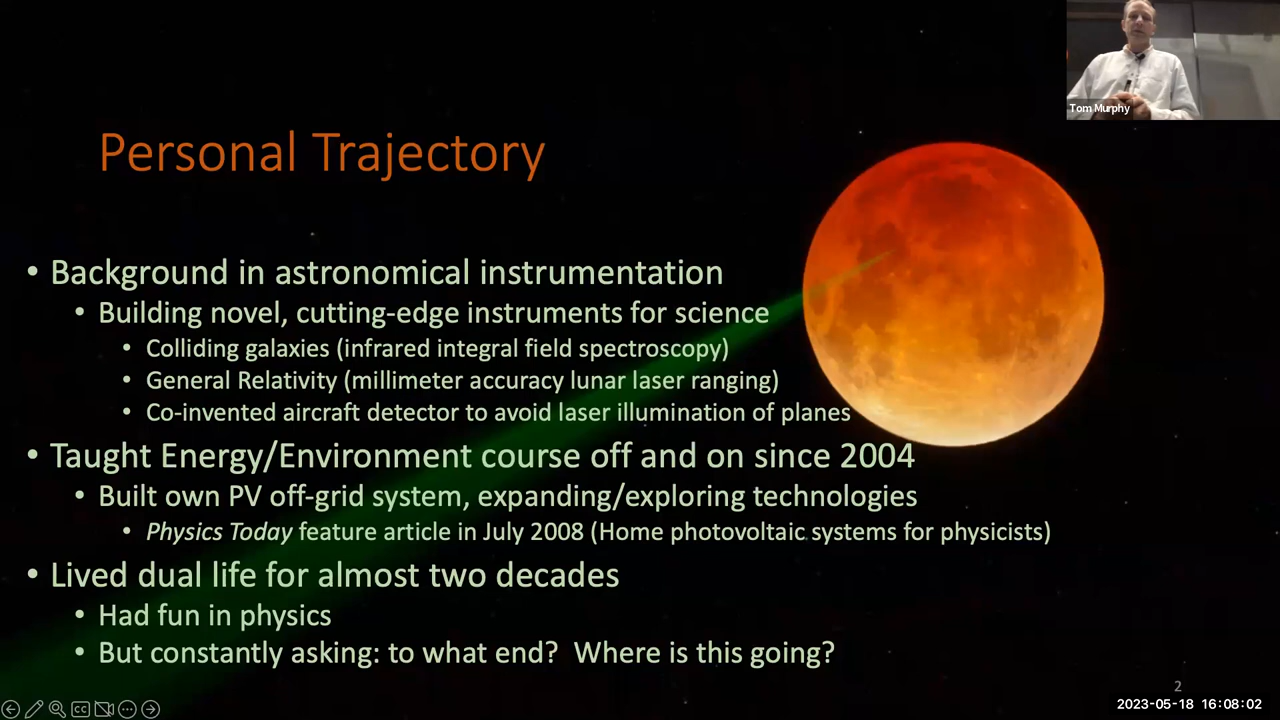 Tom Murphy
Personal Trajectory
• Background in astronomical instrumentation
• Building novel, cutting-edge instruments for science
• Colliding galaxies (infrared integral field spectroscopy)
• General Relativity (millimeter accuracy lunar laser ranging)
• Co-invented aircraft detector to avoid laser illumination of planes
• Taught Energy/Environment course off and on since 2004
• Built own PV off-grid system, expanding/exploring technologies
• Physics Today feature article in July 2008 (Home photovoltaic systems for physicists)
• Lived dual life for almost two decades
• Had fun in physics
• But constantly asking: to what end? Where is this going?
2
CC
2023-05-18 16:08:02